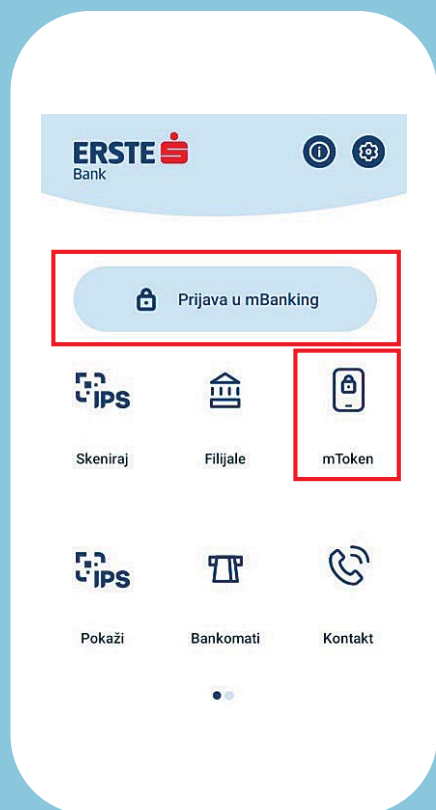 ERSTE
Bank
Prijava u mBanking
IPS
Skeniraj
Filijale
mToken
IPS
Pokaži
Bankomati
Kontakt